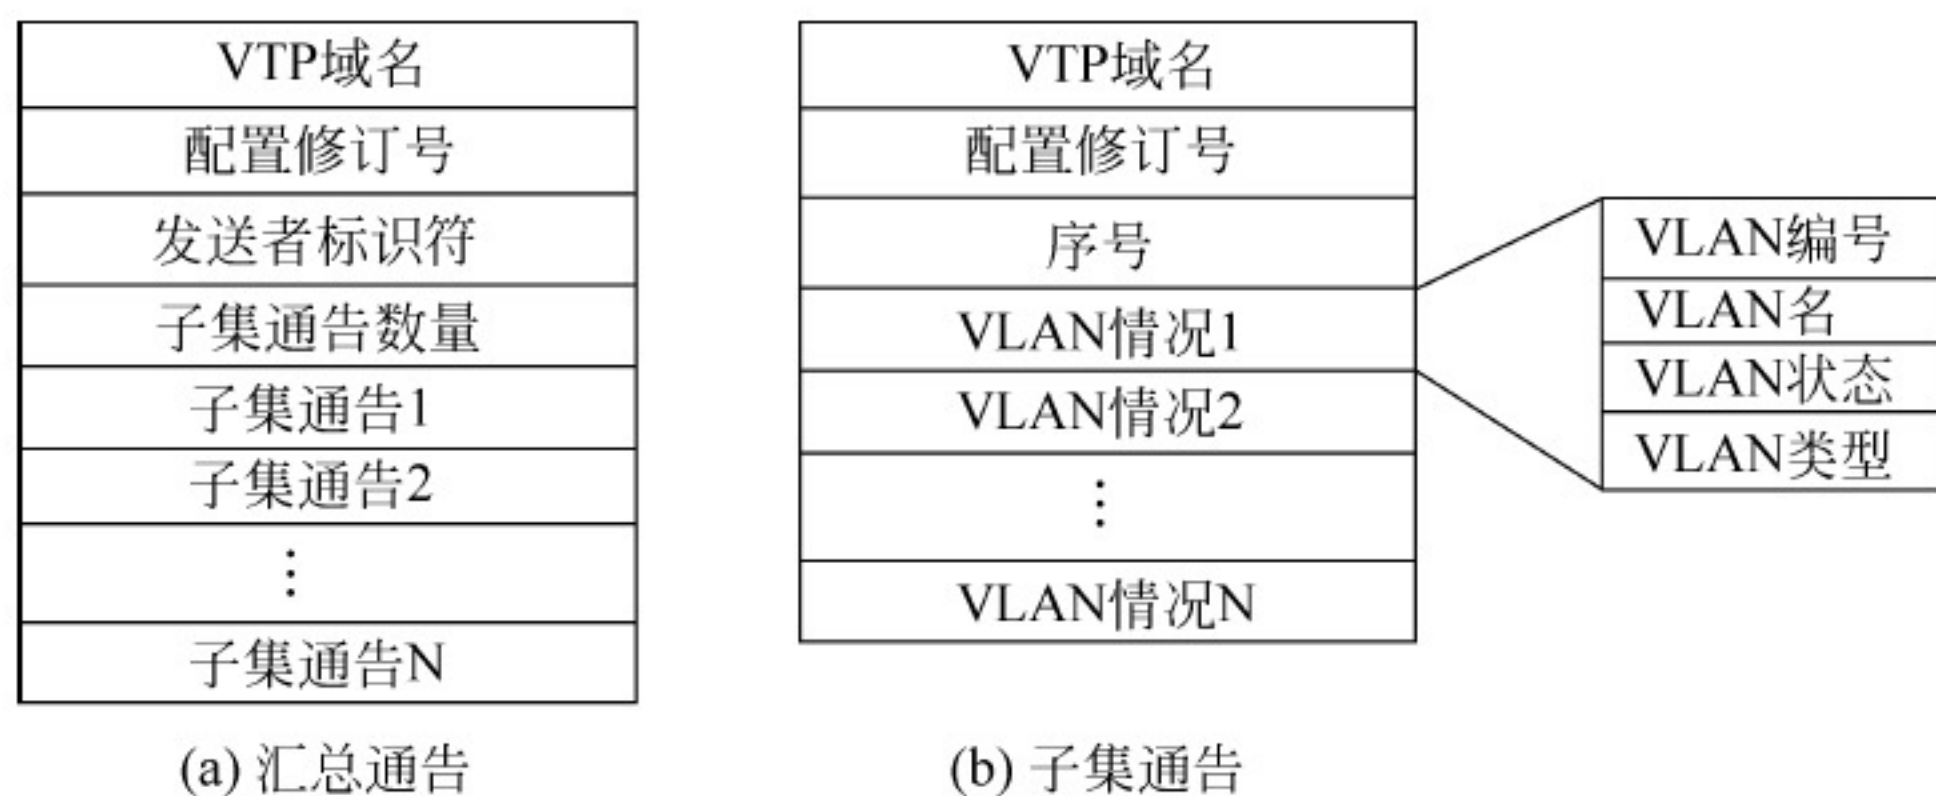 VTP域名
配置修订号
发送者标识符
子集通告数量
子集通告1
子集通告2
⋮
子集通告N
(a) 汇总通告
VTP域名
配置修订号
序号
VLAN情况1
VLAN情况2
⋮
VLAN情况N
(b) 子集通告
VLAN编号
VLAN名
VLAN状态
VLAN类型